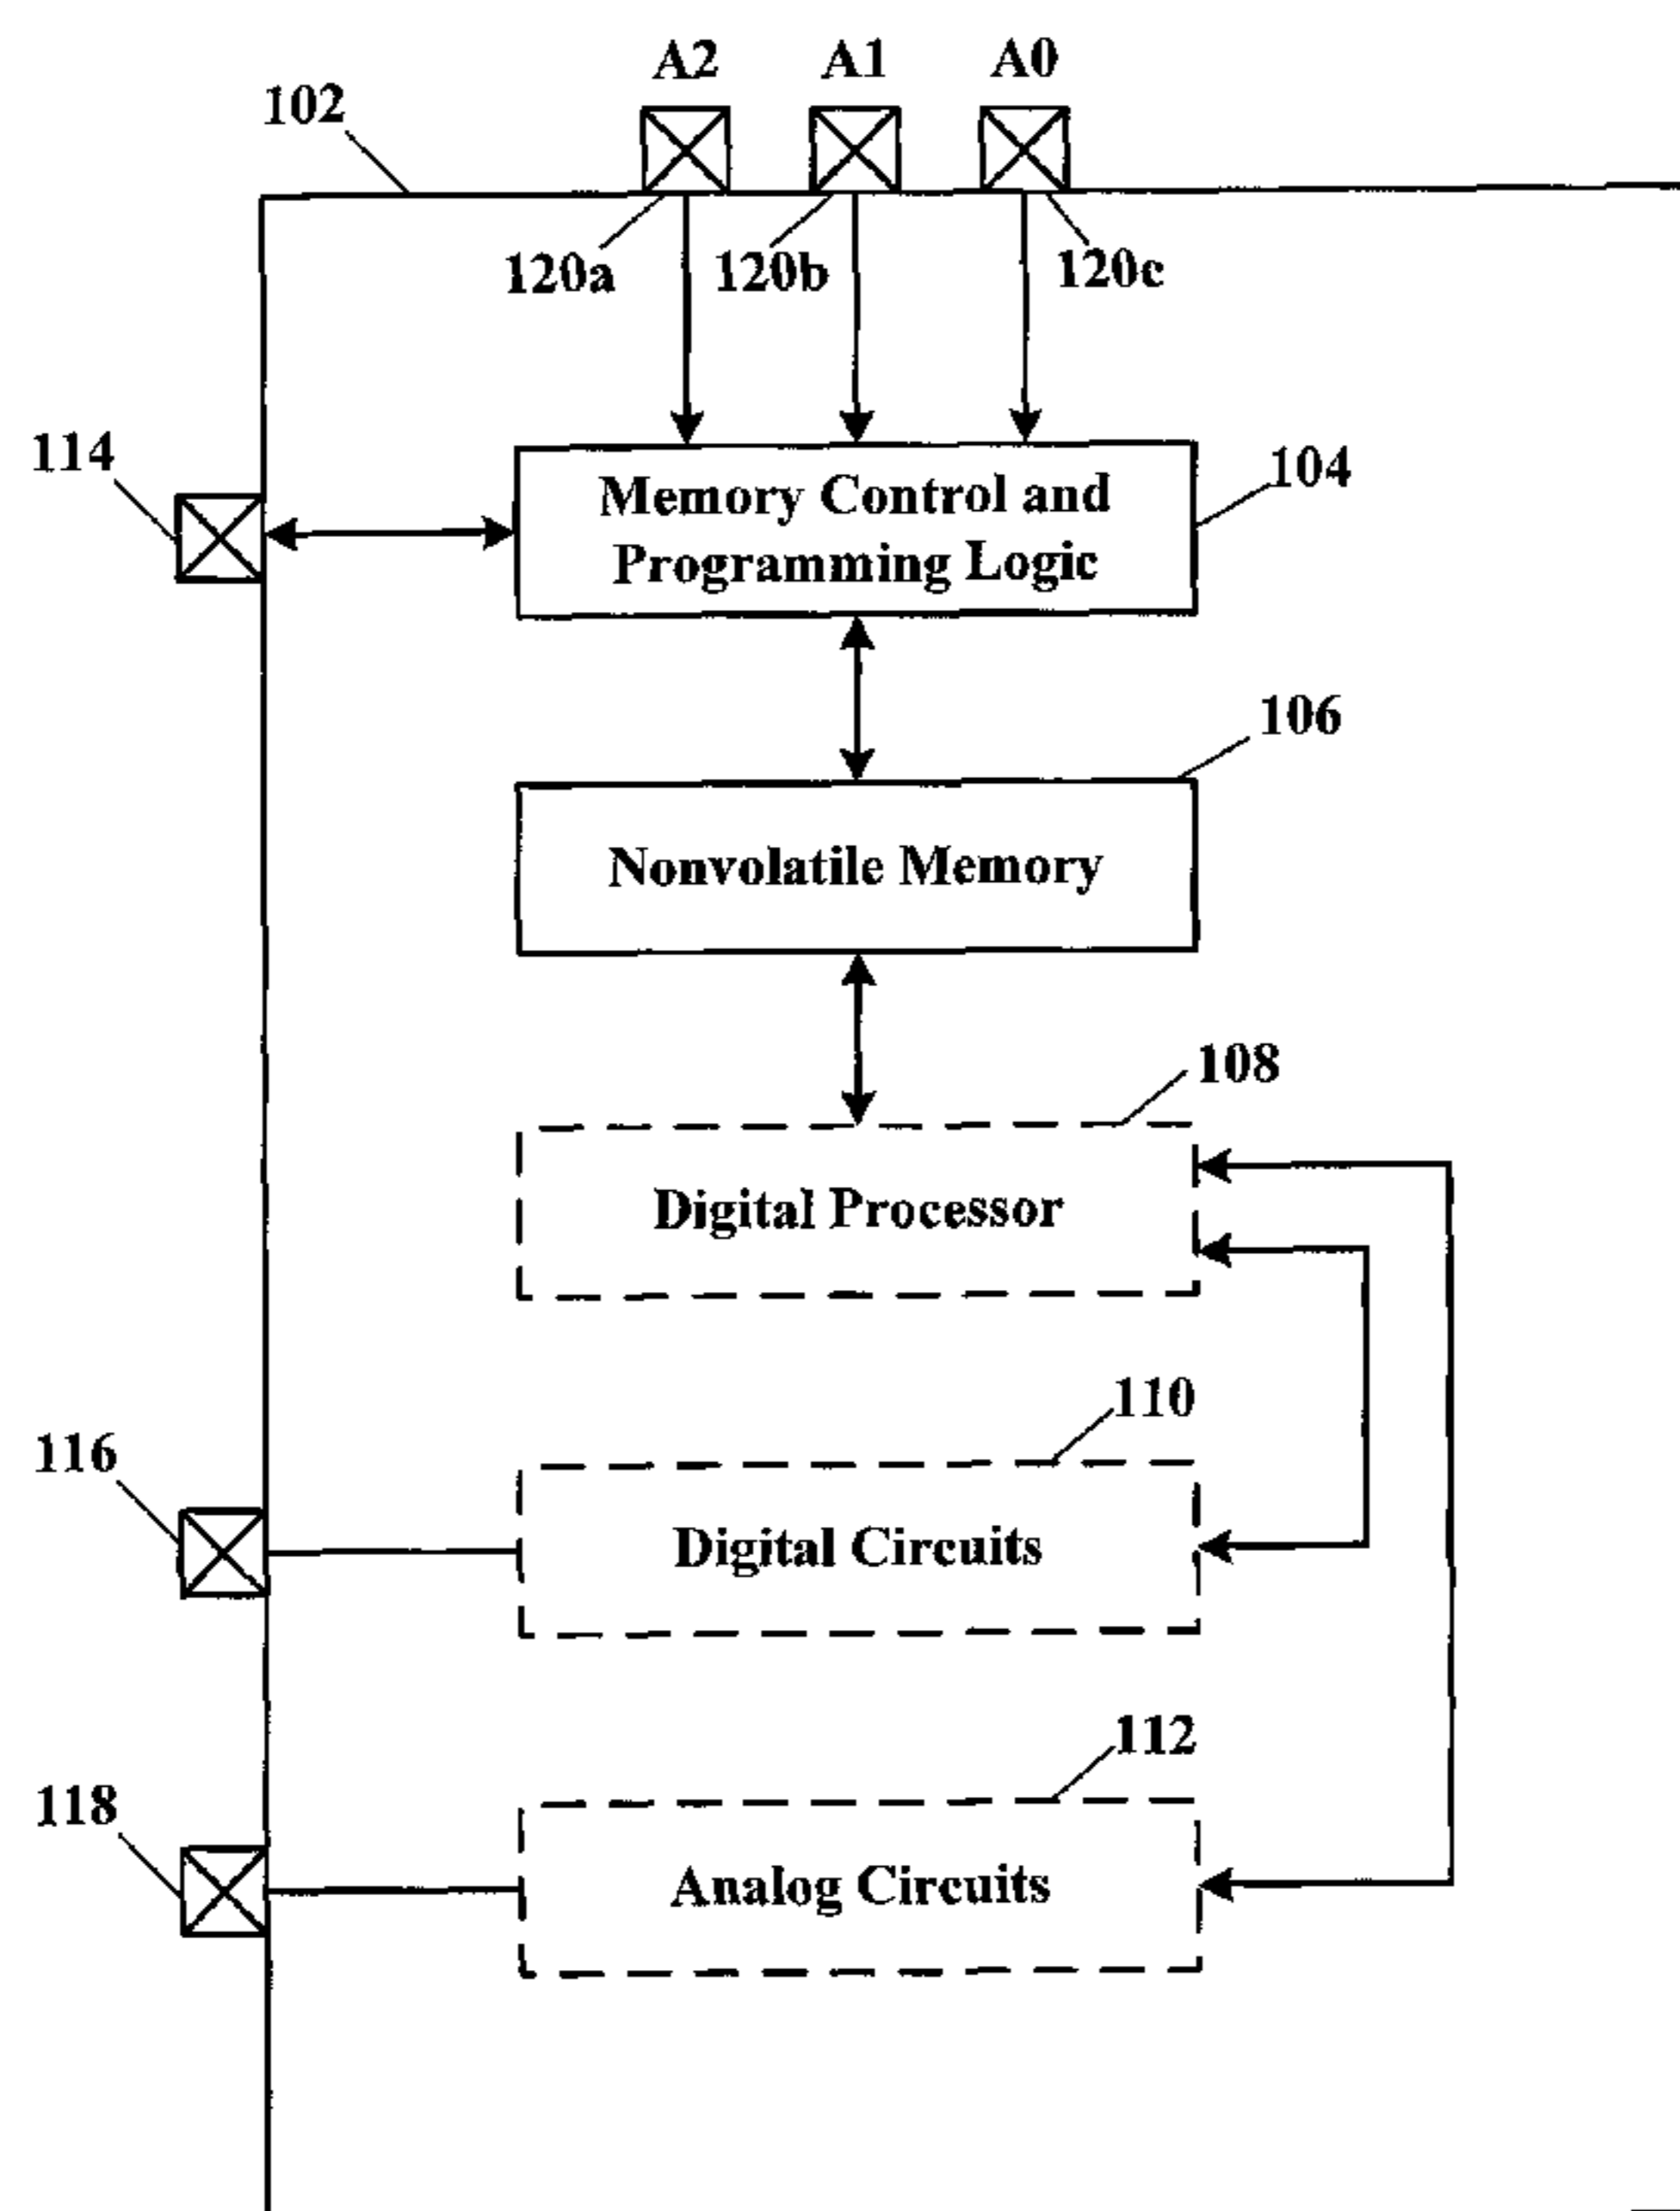 A2 A1 A0
102
120a 120b 120c
114
104
Memory Control and
Programming Logic
106
Nonvolatile Memory
108
Digital Processor
110
116
Digital Circuits
112
118
Analog Circuits